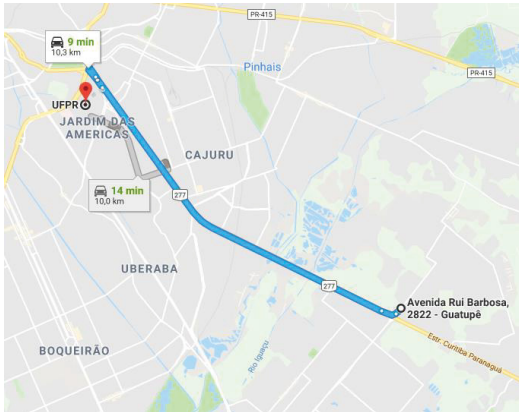 PR-415
9 min
10,3 km
Pinhais
PR-415
UFPR
JARDIM DAS
AMERICAS
CAJURU
14 min
10,0 km
277
UBERABA
277
Avenida Rui Barbosa,
2822 - Guatupê
Estr. Curitiba Paranaguá
Rio Iguaçu
BOQUEIRÃO